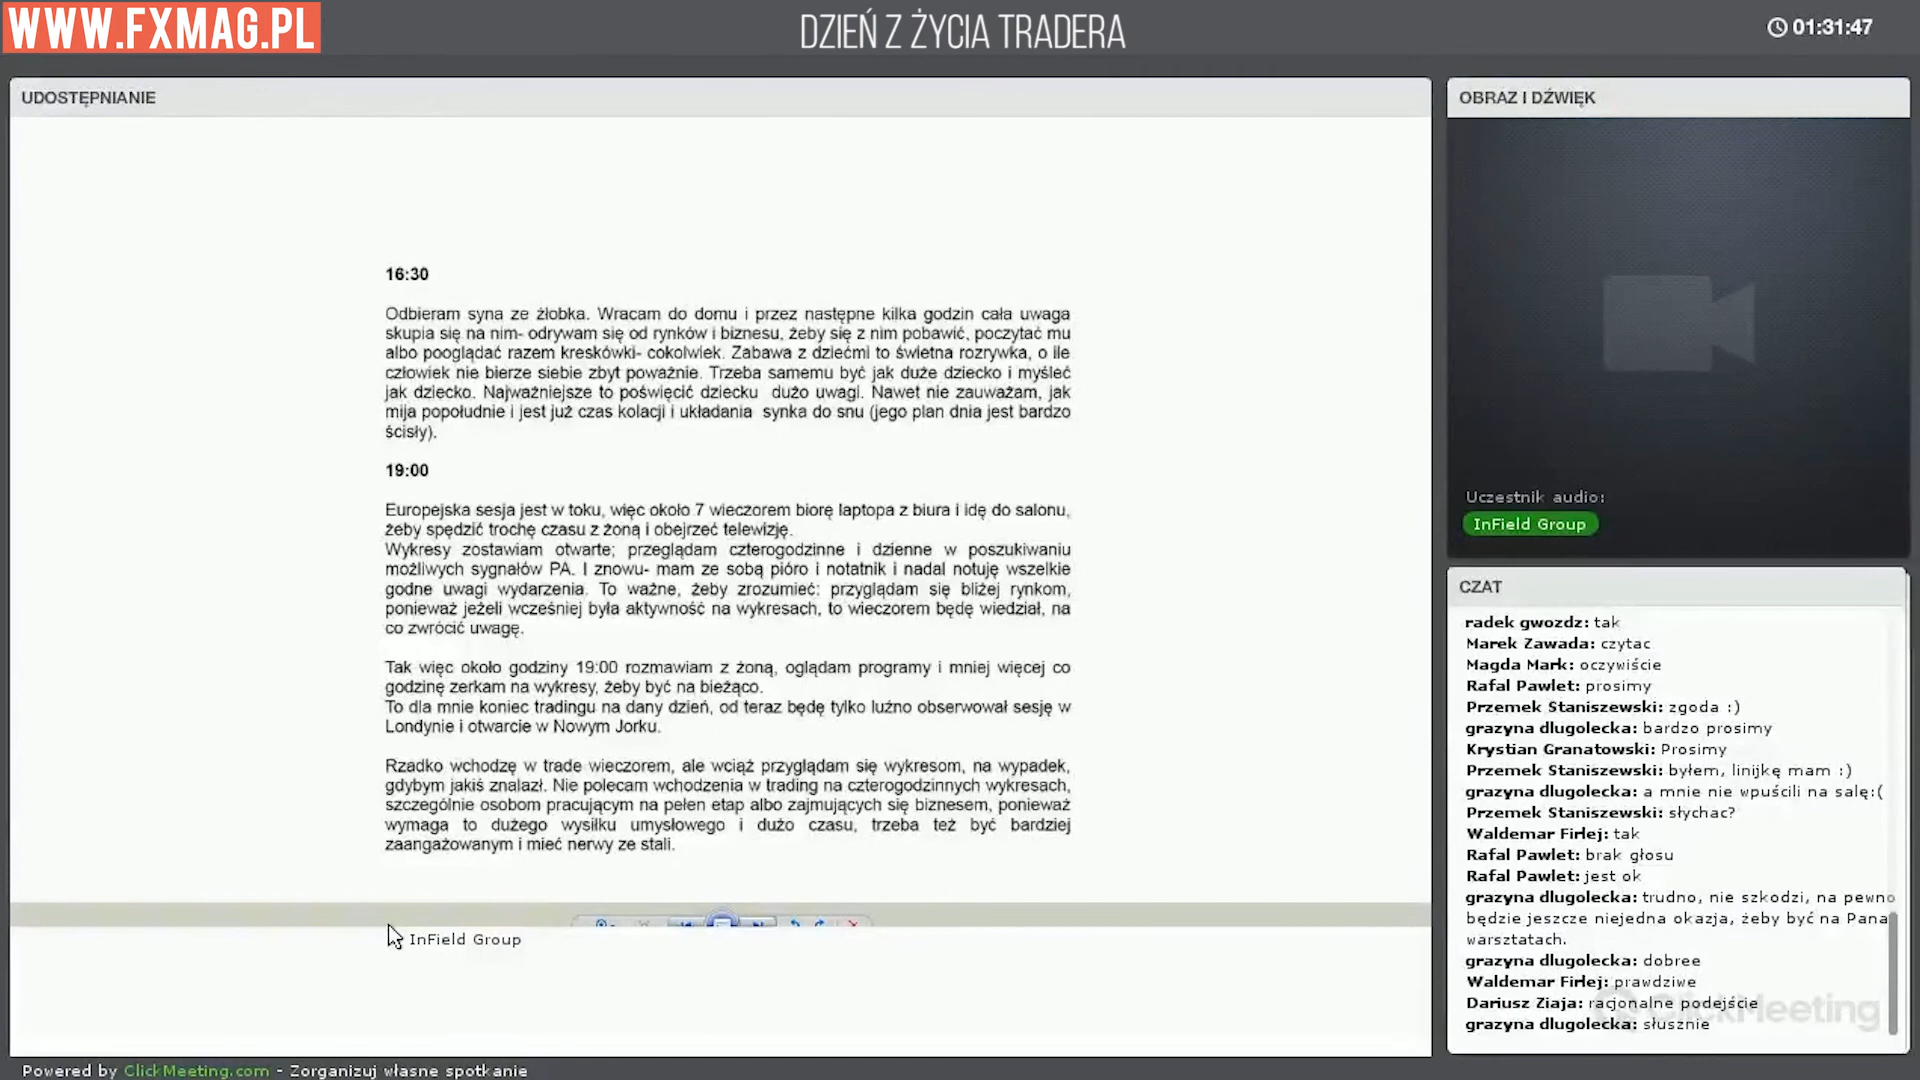 WWW.FXMAG.PL
DZIEŃ Z ŻYCIA TRADERA
01:31:47
UDOSTĘPNIANIE
16:30
Odbieram syna ze żłobka. Wracam do domu i przez następne kilka godzin cała uwaga
skupia się na nim- odrywam się od rynków i biznesu, żeby się z nim pobawić, poczytać mu
albo pooglądać razem kreskówki- cokolwiek. Zabawa z dziećmi to świetna rozrywka, o ile
człowiek nie bierze siebie zbyt poważnie. Trzeba samemu być jak duże dziecko i myśleć
jak dziecko. Najważniejsze to poświęcić dziecku dużo uwagi. Nawet nie zauważam, jak
mija popołudnie i jest już czas kolacji i układania synka do snu (jego plan dnia jest bardzo
ścisły).
19:00
Europejska sesja jest w toku, więc około 7 wieczorem biorę laptopa z biura i idę do salonu,
żeby spędzić trochę czasu z żoną i obejrzeć telewizję.
Wykresy zostawiam otwarte; przeglądam czterogodzinne i dzienne w poszukiwaniu
możliwych sygnałów PA. I znowu- mam ze sobą pióro i notatnik i nadal notuję wszelkie
godne uwagi wydarzenia. To ważne, żeby zrozumieć: przyglądam się bliżej rynkom,
ponieważ jeżeli wcześniej była aktywność na wykresach, to wieczorem będę wiedział, na
co zwrócić uwagę.
Tak więc około godziny 19:00 rozmawiam z żoną, oglądam programy i mniej więcej co
godzinę zerkam na wykresy, żeby być na bieżąco.
To dla mnie koniec tradingu na dany dzień, od teraz będę tylko luźno obserwował sesję w
Londynie i otwarcie w Nowym Jorku.
Rzadko wchodzę w trade wieczorem, ale wciąż przyglądam się wykresom, na wypadek,
gdybym jakiś znalazł. Nie polecam wchodzenia w trading na czterogodzinnych wykresach,
szczególnie osobom pracującym na pełen etap albo zajmujących się biznesem, ponieważ
wymaga to dużego wysiłku umysłowego i dużo czasu, trzeba też być bardziej
zaangażowanym i mieć nerwy ze stali.
InField Group
OBRAZ I DŹWIĘK
Uczestnik audio:
InField Group
CZAT
radek gwozdz: tak
Marek Zawada: czytac
Magda Mark: oczywiście
Rafal Pawlet: prosimy
Przemek Staniszewski: zgoda :)
grazyna dlugolecka: bardzo prosimy
Krystian Granatowski: Prosimy
Przemek Staniszewski: byłem, linijkę mam :)
grazyna dlugolecka: a mnie nie wpuścili na salę:(
Przemek Staniszewski: słychac?
Waldemar Firlej: tak
Rafal Pawlet: brak głosu
Rafal Pawlet: jest ok
grazyna dlugolecka: trudno, nie szkodzi, na pewno
będzie jeszcze niejedna okazja, żeby być na Pana
warsztatach.
grazyna dlugolecka: dobree
Waldemar Firlej: prawdziwe
Dariusz Ziaja: racjonalne podejście
grazyna dlugolecka: słusznie
ClickMeeting
Powered by ClickMeeting.com - Zorganizuj własne spotkanie